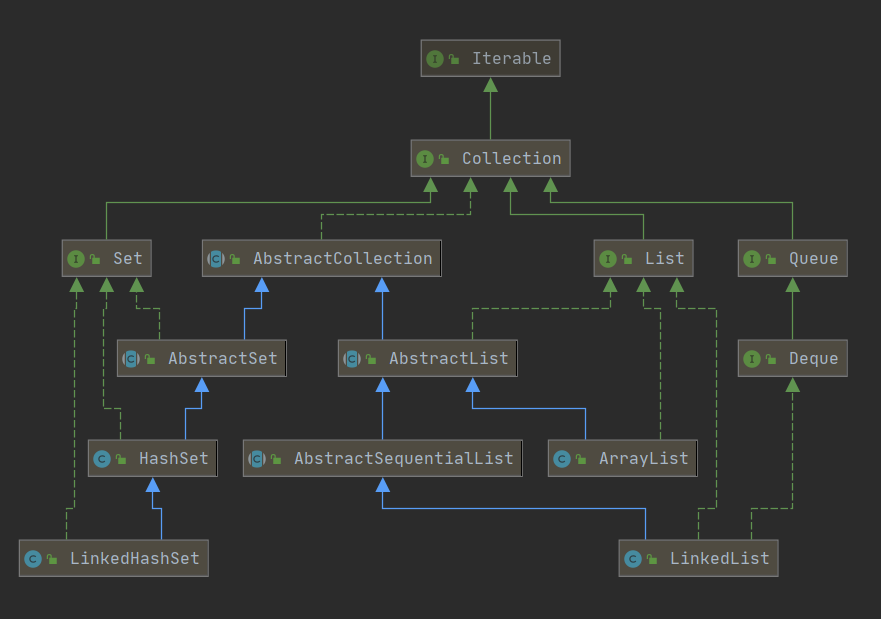 I Iterable
I Collection
I Set
C AbstractCollection
I List
I Queue
C AbstractSet
C AbstractList
I Deque
C HashSet
C AbstractSequentialList
C ArrayList
C LinkedHashSet
C LinkedList